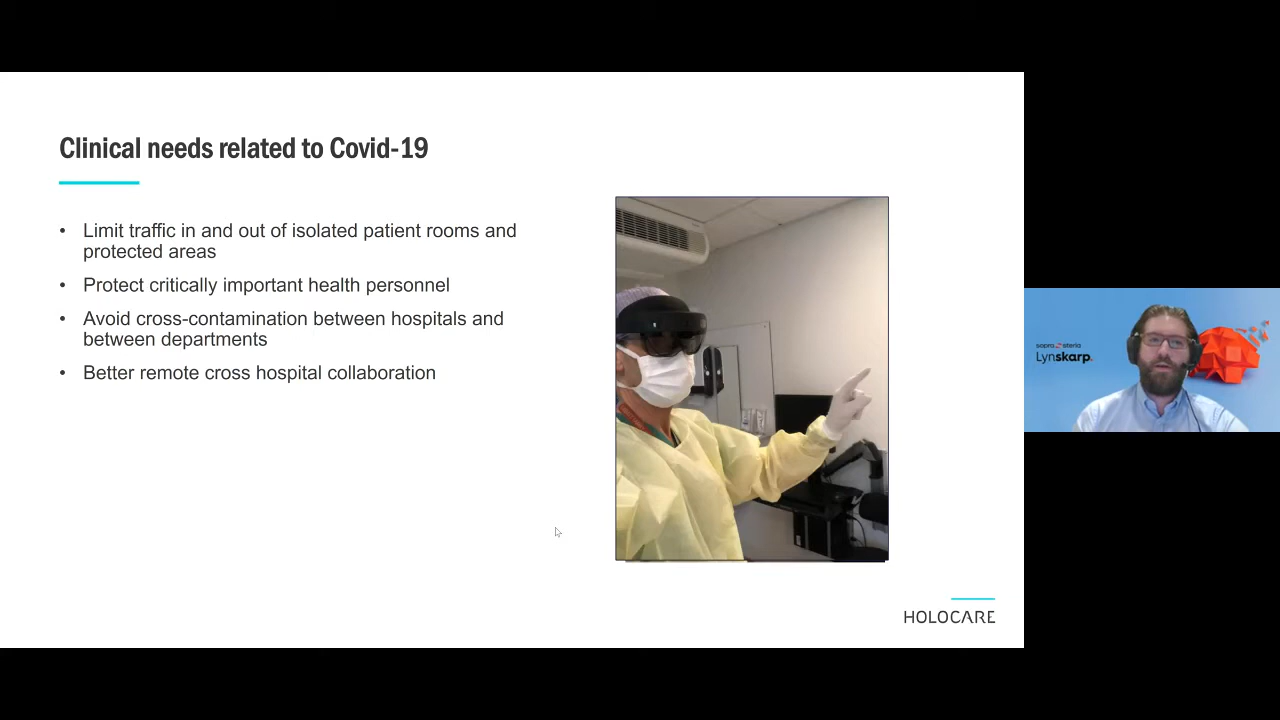 Clinical needs related to Covid-19
• Limit traffic in and out of isolated patient rooms and
protected areas
• Protect critically important health personnel
• Avoid cross-contamination between hospitals and
between departments
• Better remote cross hospital collaboration
HOLOCARE
sopra steria
Lynskarp.